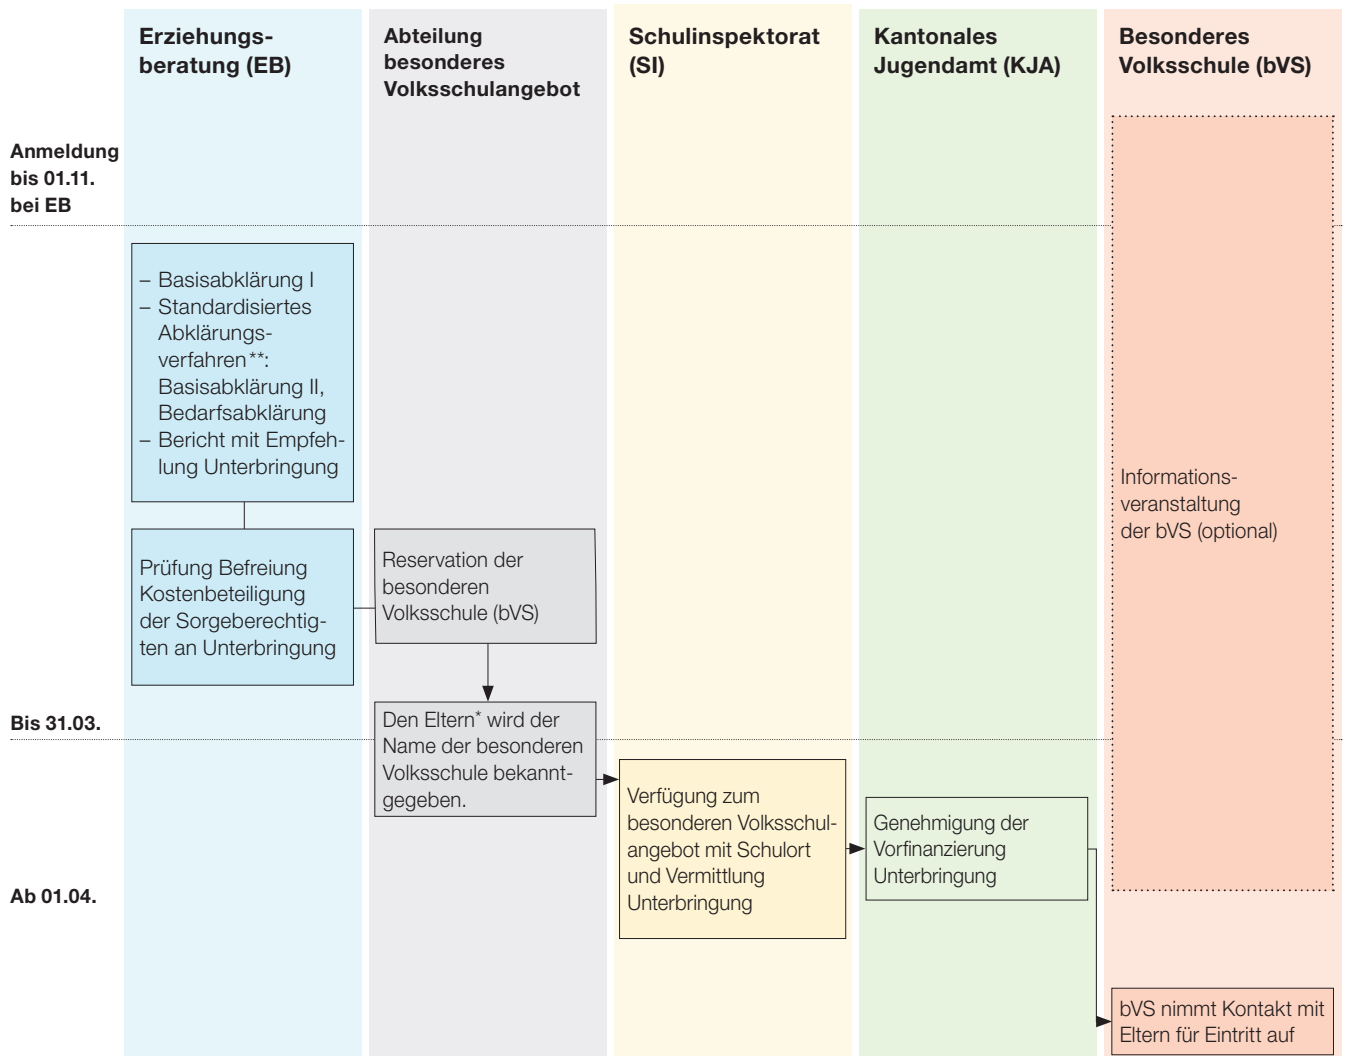 Erziehungs-
beratung (EB)
Abteilung
besonderes
Volksschulangebot
Schulinspektorat
(SI)
Kantonales
Jugendamt (KJA)
Besonderes
Volksschule (bVS)
Anmeldung
bis 01.11.
bei EB
– Basisabklärung I
– Standardisiertes
Abklärungs-
verfahren**:
Basisabklärung II,
Bedarfsabklärung
– Bericht mit Empfeh-
lung Unterbringung
Informations-
veranstaltung
der bVS (optional)
Prüfung Befreiung
Kostenbeteiligung
der Sorgeberechtig-
ten an Unterbringung
Reservation der
besonderen
Volksschule (bVS)
Bis 31.03.
Den Eltern* wird der
Name der besonderen
Volksschule bekannt-
gegeben.
Verfügung zum
besonderen Volksschul-
angebot mit Schulort
und Vermittlung
Unterbringung
Genehmigung der
Vorfinanzierung
Unterbringung
Ab 01.04.
bVS nimmt Kontakt mit
Eltern für Eintritt auf